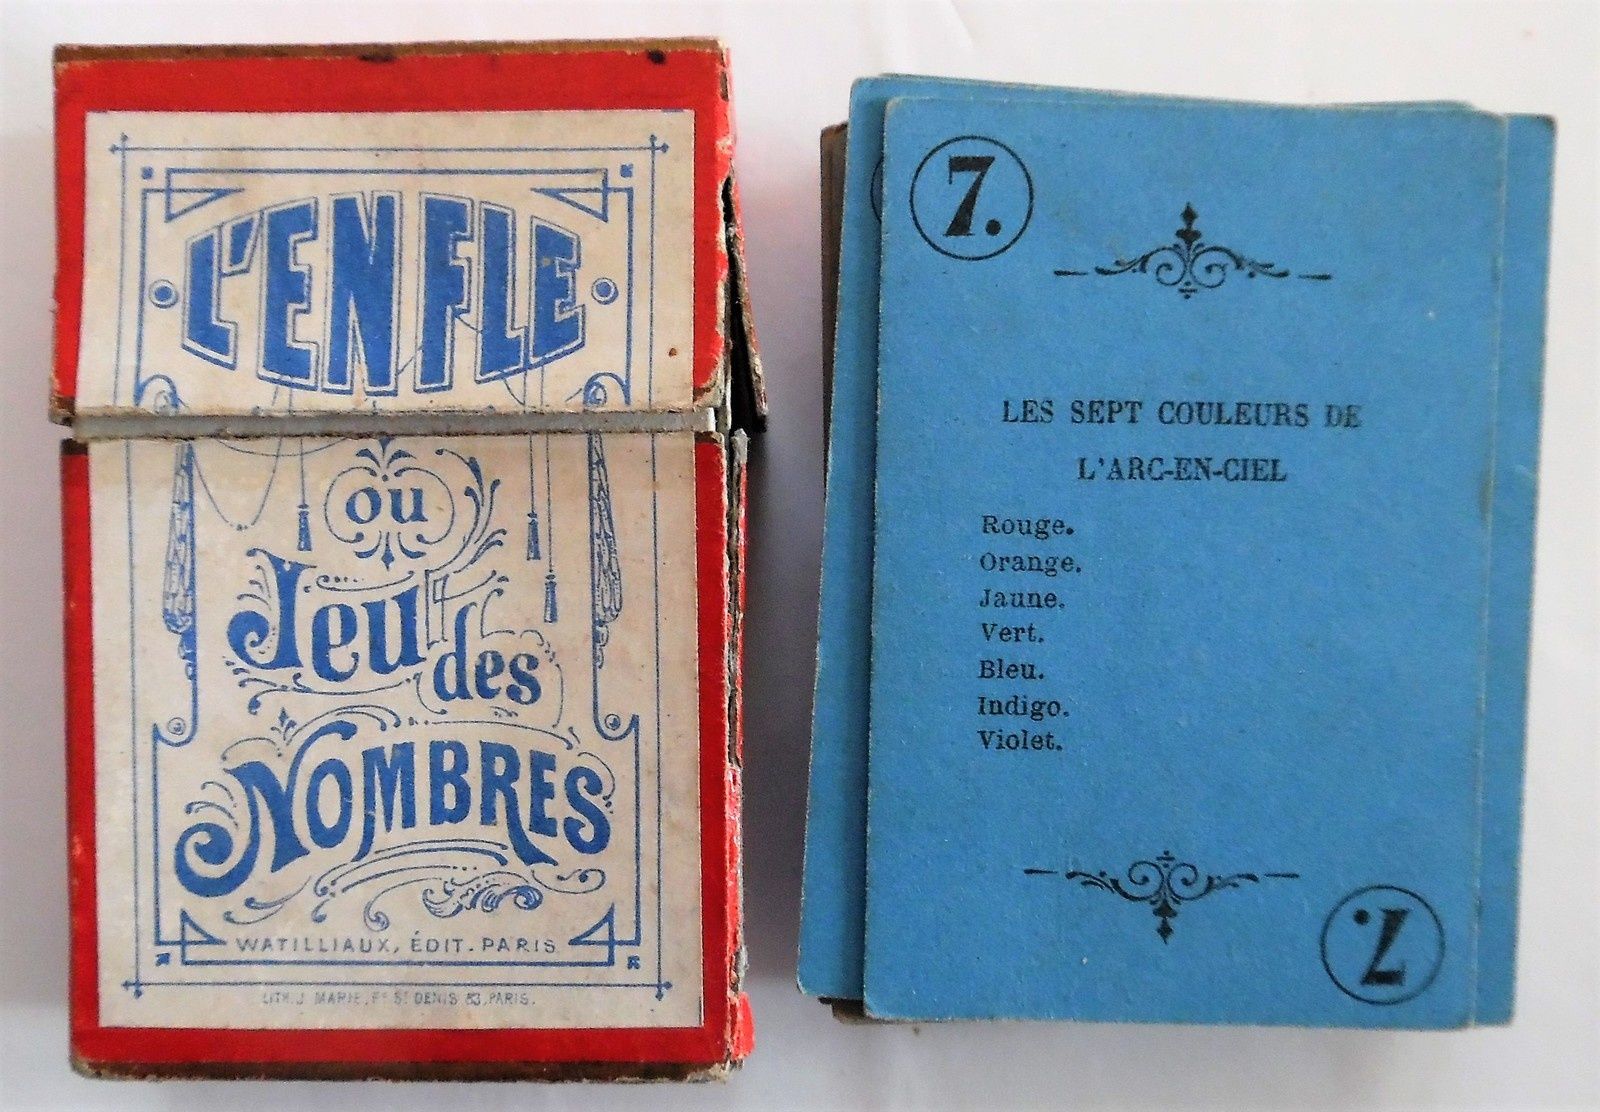 L'ENFLE
ou
Jeu
des
NOMBRES
WATILLIAUX, ÉDIT. PARIS
LITH. J. MARIE, Fg St DENIS 83, PARIS.
7.
LES SEPT COULEURS DE
L'ARC-EN-CIEL
Rouge.
Orange.
Jaune.
Vert.
Bleu.
Indigo.
Violet.
7.